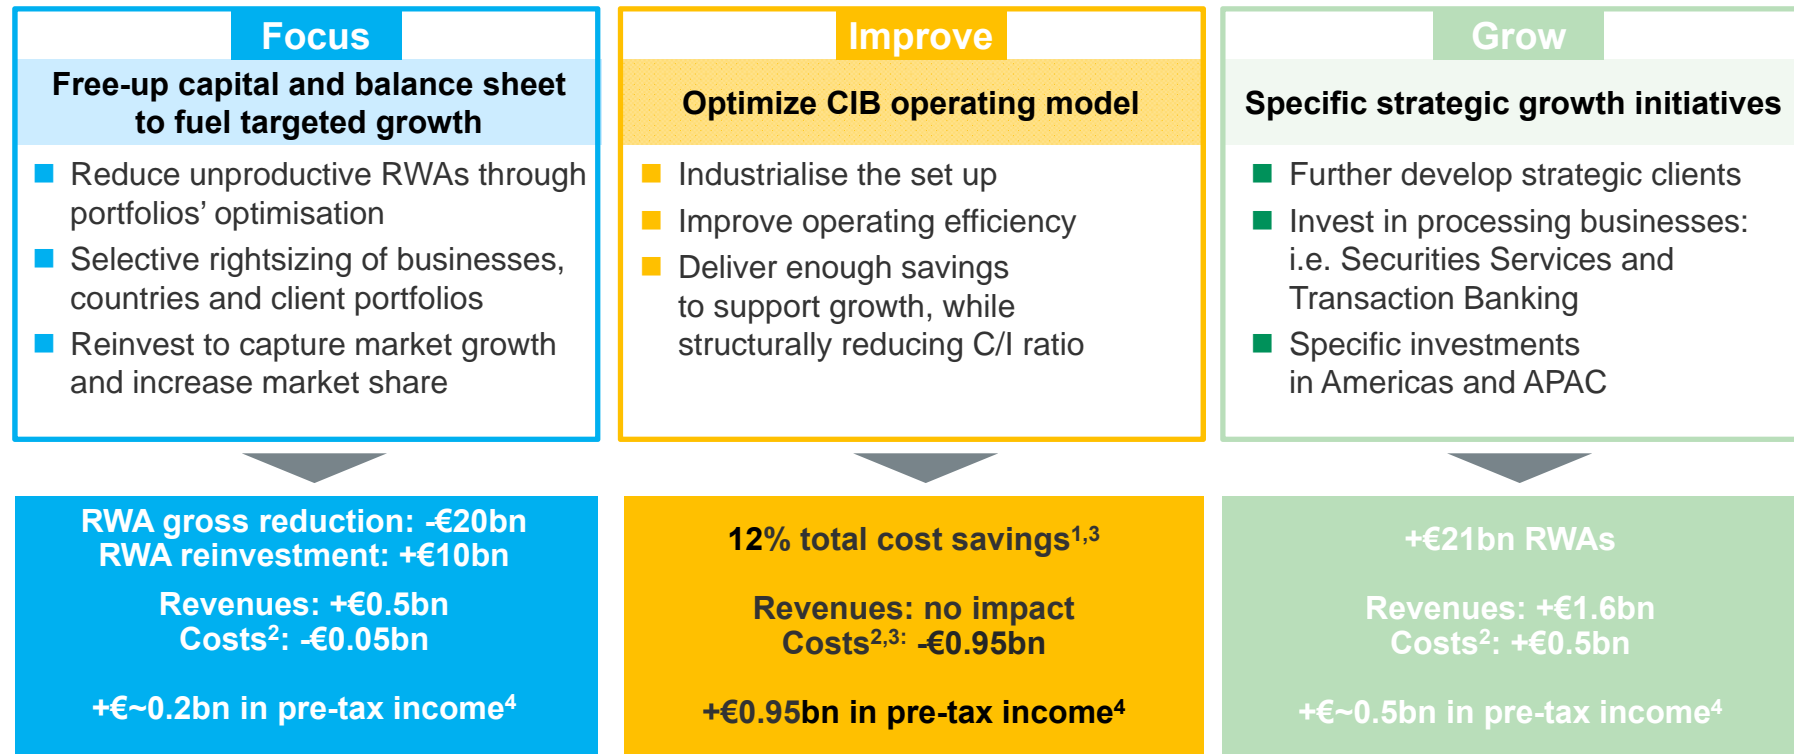 Focus
Free-up capital and balance sheet
to fuel targeted growth
Reduce unproductive RWAs through
portfolios’ optimisation
Selective rightsizing of businesses,
countries and client portfolios
Reinvest to capture market growth
and increase market share
RWA gross reduction: -€20bn
RWA reinvestment: +€10bn
Revenues: +€0.5bn
Costs²: -€0.05bn
+€~0.2bn in pre-tax income⁴
Improve
Optimize CIB operating model
Industrialise the set up
Improve operating efficiency
Deliver enough savings
to support growth, while
structurally reducing C/I ratio
12% total cost savings¹,³
Revenues: no impact
Costs²,³: -€0.95bn
+€0.95bn in pre-tax income⁴
Grow
Specific strategic growth initiatives
Further develop strategic clients
Invest in processing businesses:
i.e. Securities Services and
Transaction Banking
Specific investments
in Americas and APAC
+€21bn RWAs
Revenues: +€1.6bn
Costs²: +€0.5bn
+€~0.5bn in pre-tax income⁴